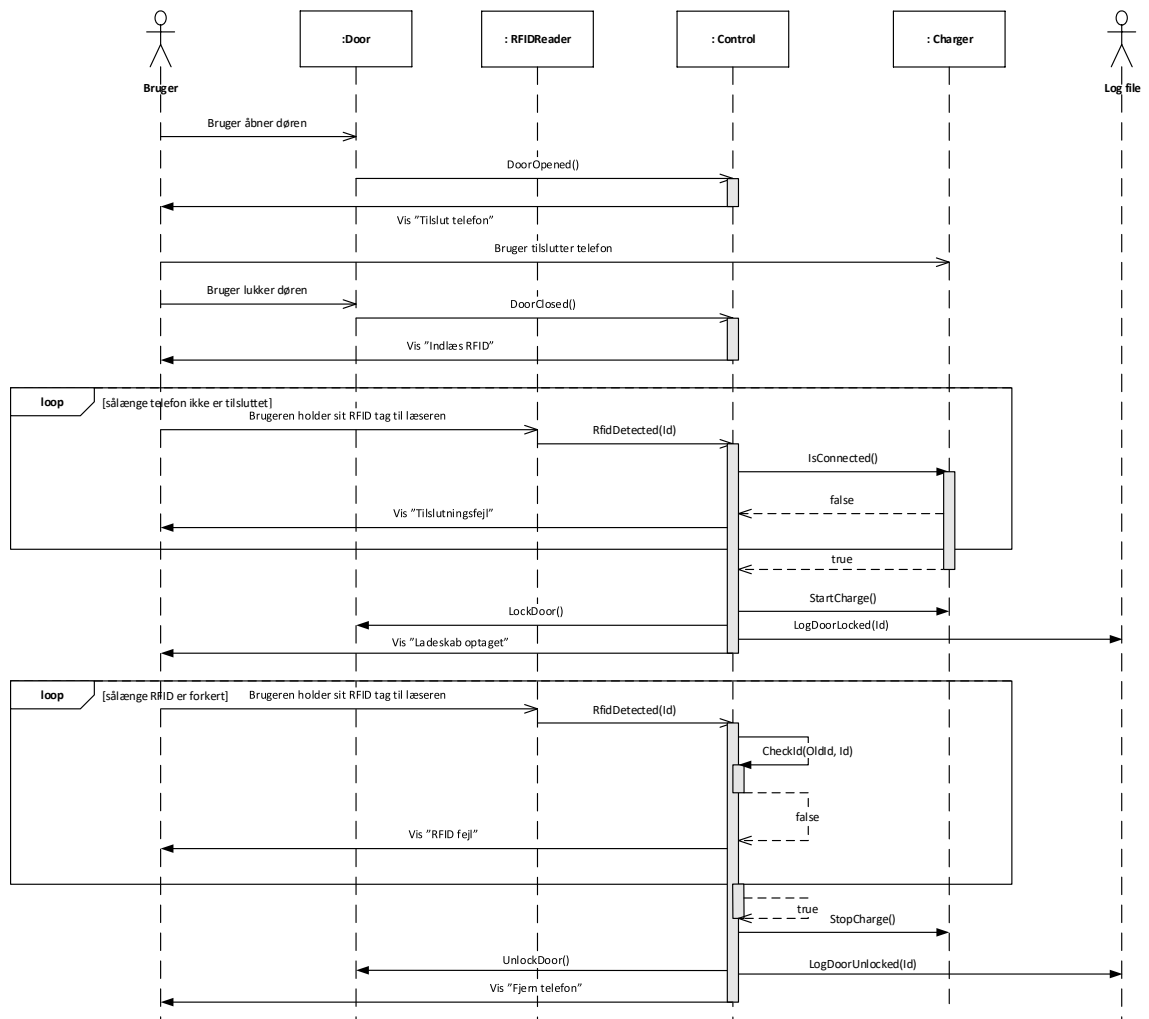 :Door
: RFIDReader
: Control
: Charger
Bruger
Log file
Bruger åbner døren
DoorOpened()
Vis ”Tilslut telefon”
Bruger tilslutter telefon
Bruger lukker døren
DoorClosed()
Vis ”Indlæs RFID”
loop
[sålænge telefon ikke er tilsluttet]
Brugeren holder sit RFID tag til læseren
RfidDetected(Id)
IsConnected()
false
Vis ”Tilslutningsfejl”
true
StartCharge()
LockDoor()
LogDoorLocked(Id)
Vis ”Ladeskab optaget”
loop
[sålænge RFID er forkert]
Brugeren holder sit RFID tag til læseren
RfidDetected(Id)
CheckId(OldId, Id)
false
Vis ”RFID fejl”
true
StopCharge()
UnlockDoor()
LogDoorUnlocked(Id)
Vis ”Fjern telefon”